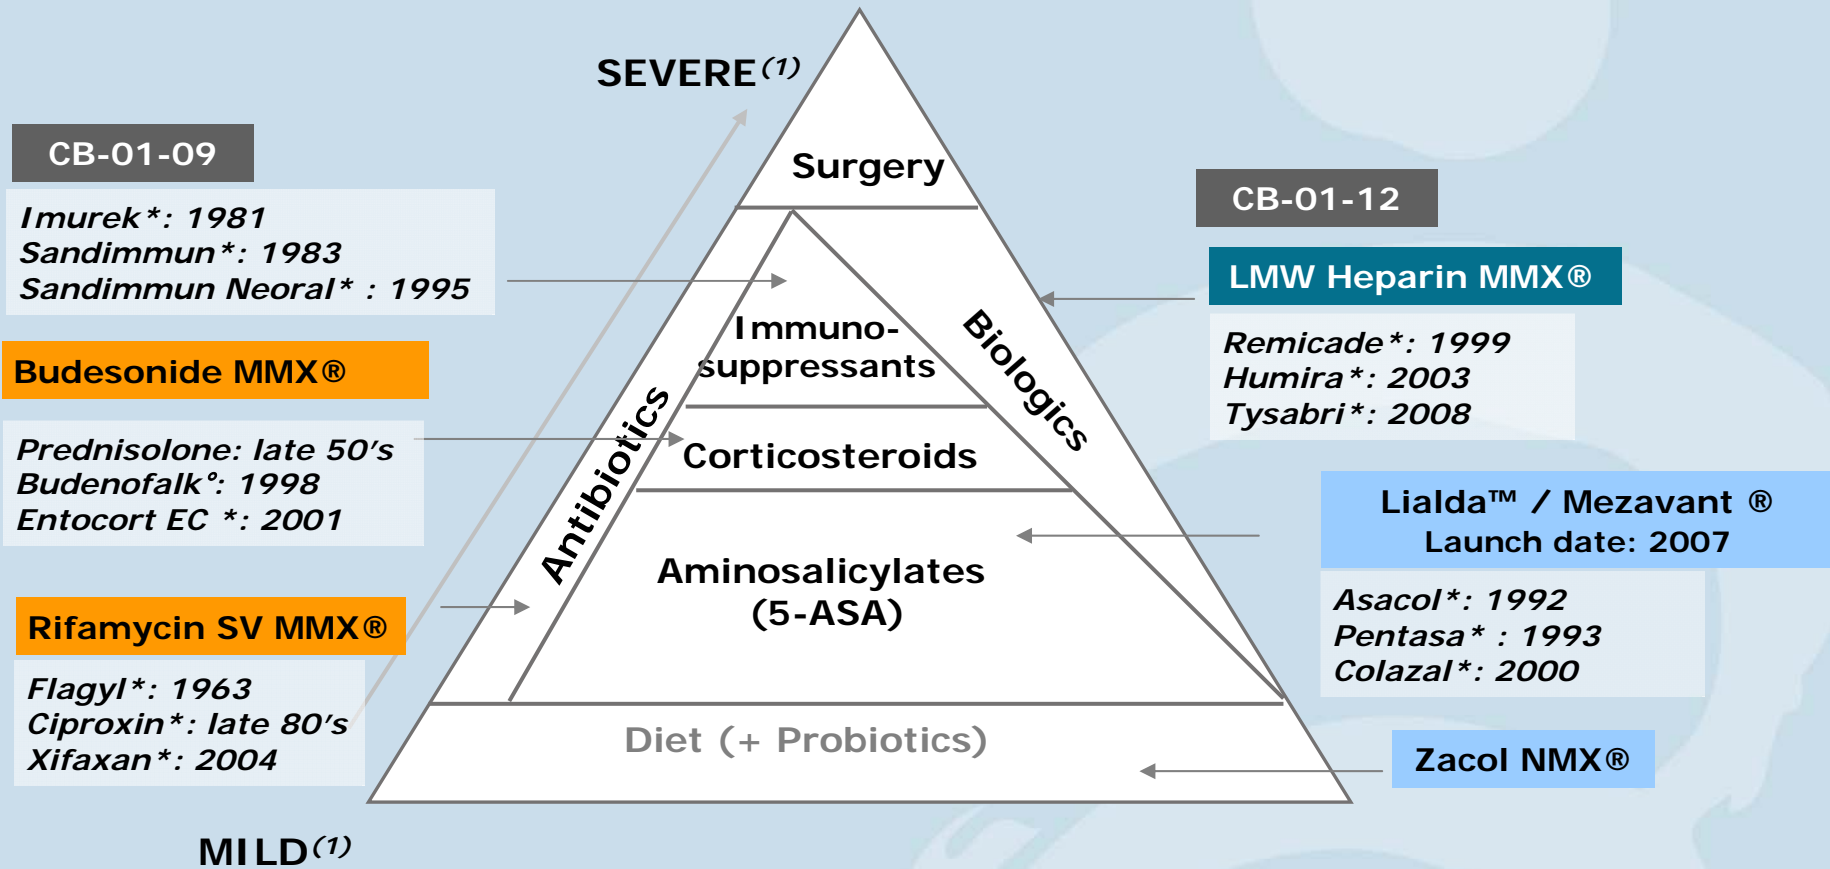 SEVERE(1)
CB-01-09
Imurek*: 1981
Sandimmun*: 1983
Sandimmun Neoral* : 1995
Budesonide MMX®
Prednisolone: late 50's
Budenofalk°: 1998
Entocort EC *: 2001
Rifamycin SV MMX®
Flagyl*: 1963
Ciproxin*: late 80's
Xifaxan*: 2004
MILD(1)
Surgery
Immuno-
suppressants
Corticosteroids
Aminosalicylates
(5-ASA)
Antibiotics
Biologics
Diet (+ Probiotics)
CB-01-12
LMW Heparin MMX®
Remicade*: 1999
Humira*: 2003
Tysabri*: 2008
Lialda™ / Mezavant ®
Launch date: 2007
Asacol*: 1992
Pentasa* : 1993
Colazal*: 2000
Zacol NMX®